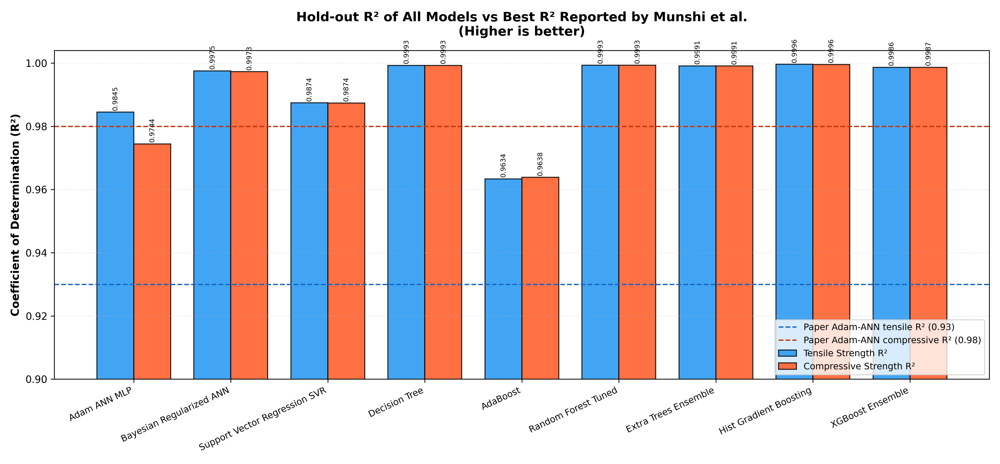 Hold-out R² of All Models vs Best R² Reported by Munshi et al.
(Higher is better)
Coefficient of Determination (R²)
1.00
0.98
0.96
0.94
0.92
0.90
0.9845
0.9744
0.9975
0.9973
0.9874
0.9874
0.9993
0.9993
0.9634
0.9638
0.9993
0.9993
0.9991
0.9991
0.9996
0.9996
0.9986
0.9987
Paper Adam-ANN tensile R² (0.93)
Paper Adam-ANN compressive R² (0.98)
Tensile Strength R²
Compressive Strength R²
Adam ANN MLP
Bayesian Regularized ANN
Support Vector Regression SVR
Decision Tree
AdaBoost
Random Forest Tuned
Extra Trees Ensemble
Hist Gradient Boosting
XGBoost Ensemble